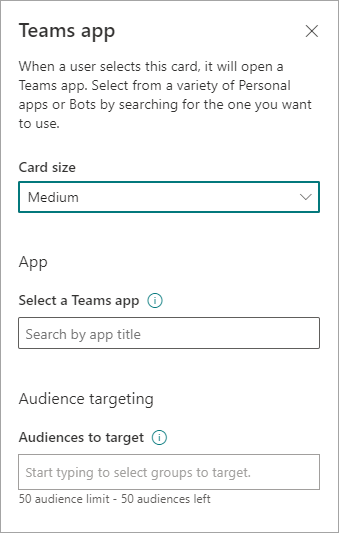 Teams app
When a user selects this card, it will open a
Teams app. Select from a variety of Personal
apps or Bots by searching for the one you want
to use.
Card size
Medium
App
Select a Teams app
Search by app title
Audience targeting
Audiences to target
Start typing to select groups to target.
50 audience limit - 50 audiences left